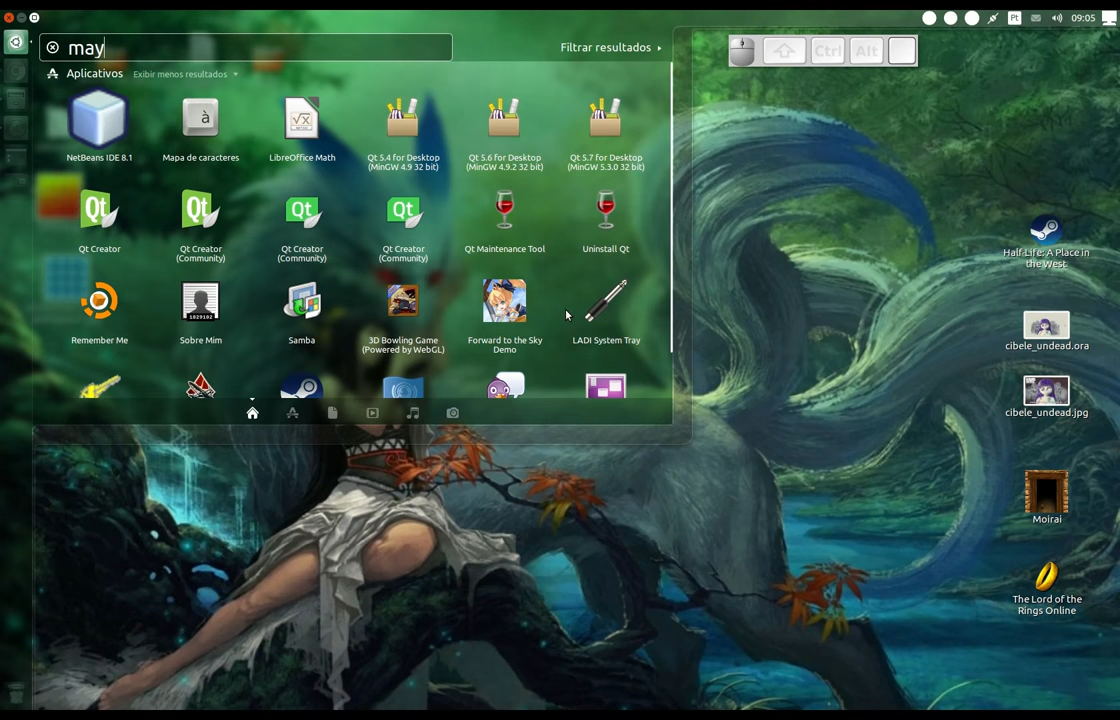 Pt
09:05
may
Filtrar resultados
Ctrl
Alt
Aplicativos Exibir menos resultados
NetBeans IDE 8.1
Mapa de caracteres
LibreOffice Math
Qt 5.4 for Desktop
(MinGW 4.9 32 bit)
Qt 5.6 for Desktop
(MinGW 4.9.2 32 bit)
Qt 5.7 for Desktop
(MinGW 5.3.0 32 bit)
Qt Creator
Qt Creator
(Community)
Qt Creator
(Community)
Qt Creator
(Community)
Qt Maintenance Tool
Uninstall Qt
Remember Me
Sobre Mim
Samba
3D Bowling Game
(Powered by WebGL)
Forward to the Sky
Demo
LADI System Tray
Half-Life: A Place in
the West
cibele_undead.ora
cibele_undead.jpg
Moirai
The Lord of the
Rings Online